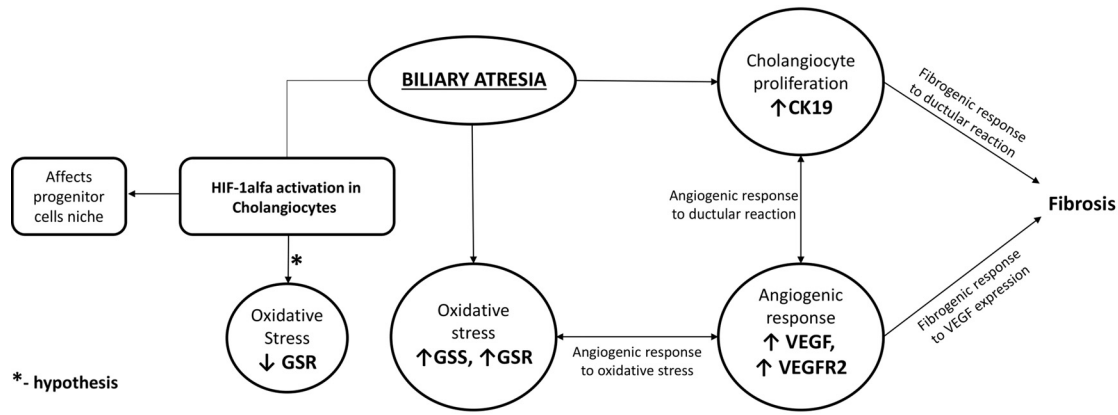 BILIARY ATRESIA
Cholangiocyte
proliferation
↑CK19
Fibrogenic response
to ductular reaction
Affects
progenitor
cells niche
HIF-1alfa activation in
Cholangiocytes
Angiogenic response
to ductular reaction
Fibrosis
*
Oxidative
Stress
↓ GSR
Oxidative
stress
↑GSS, ↑GSR
Angiogenic response
to oxidative stress
Angiogenic
response
↑ VEGF,
↑ VEGFR2
Fibrogenic response
to VEGF expression
*- hypothesis